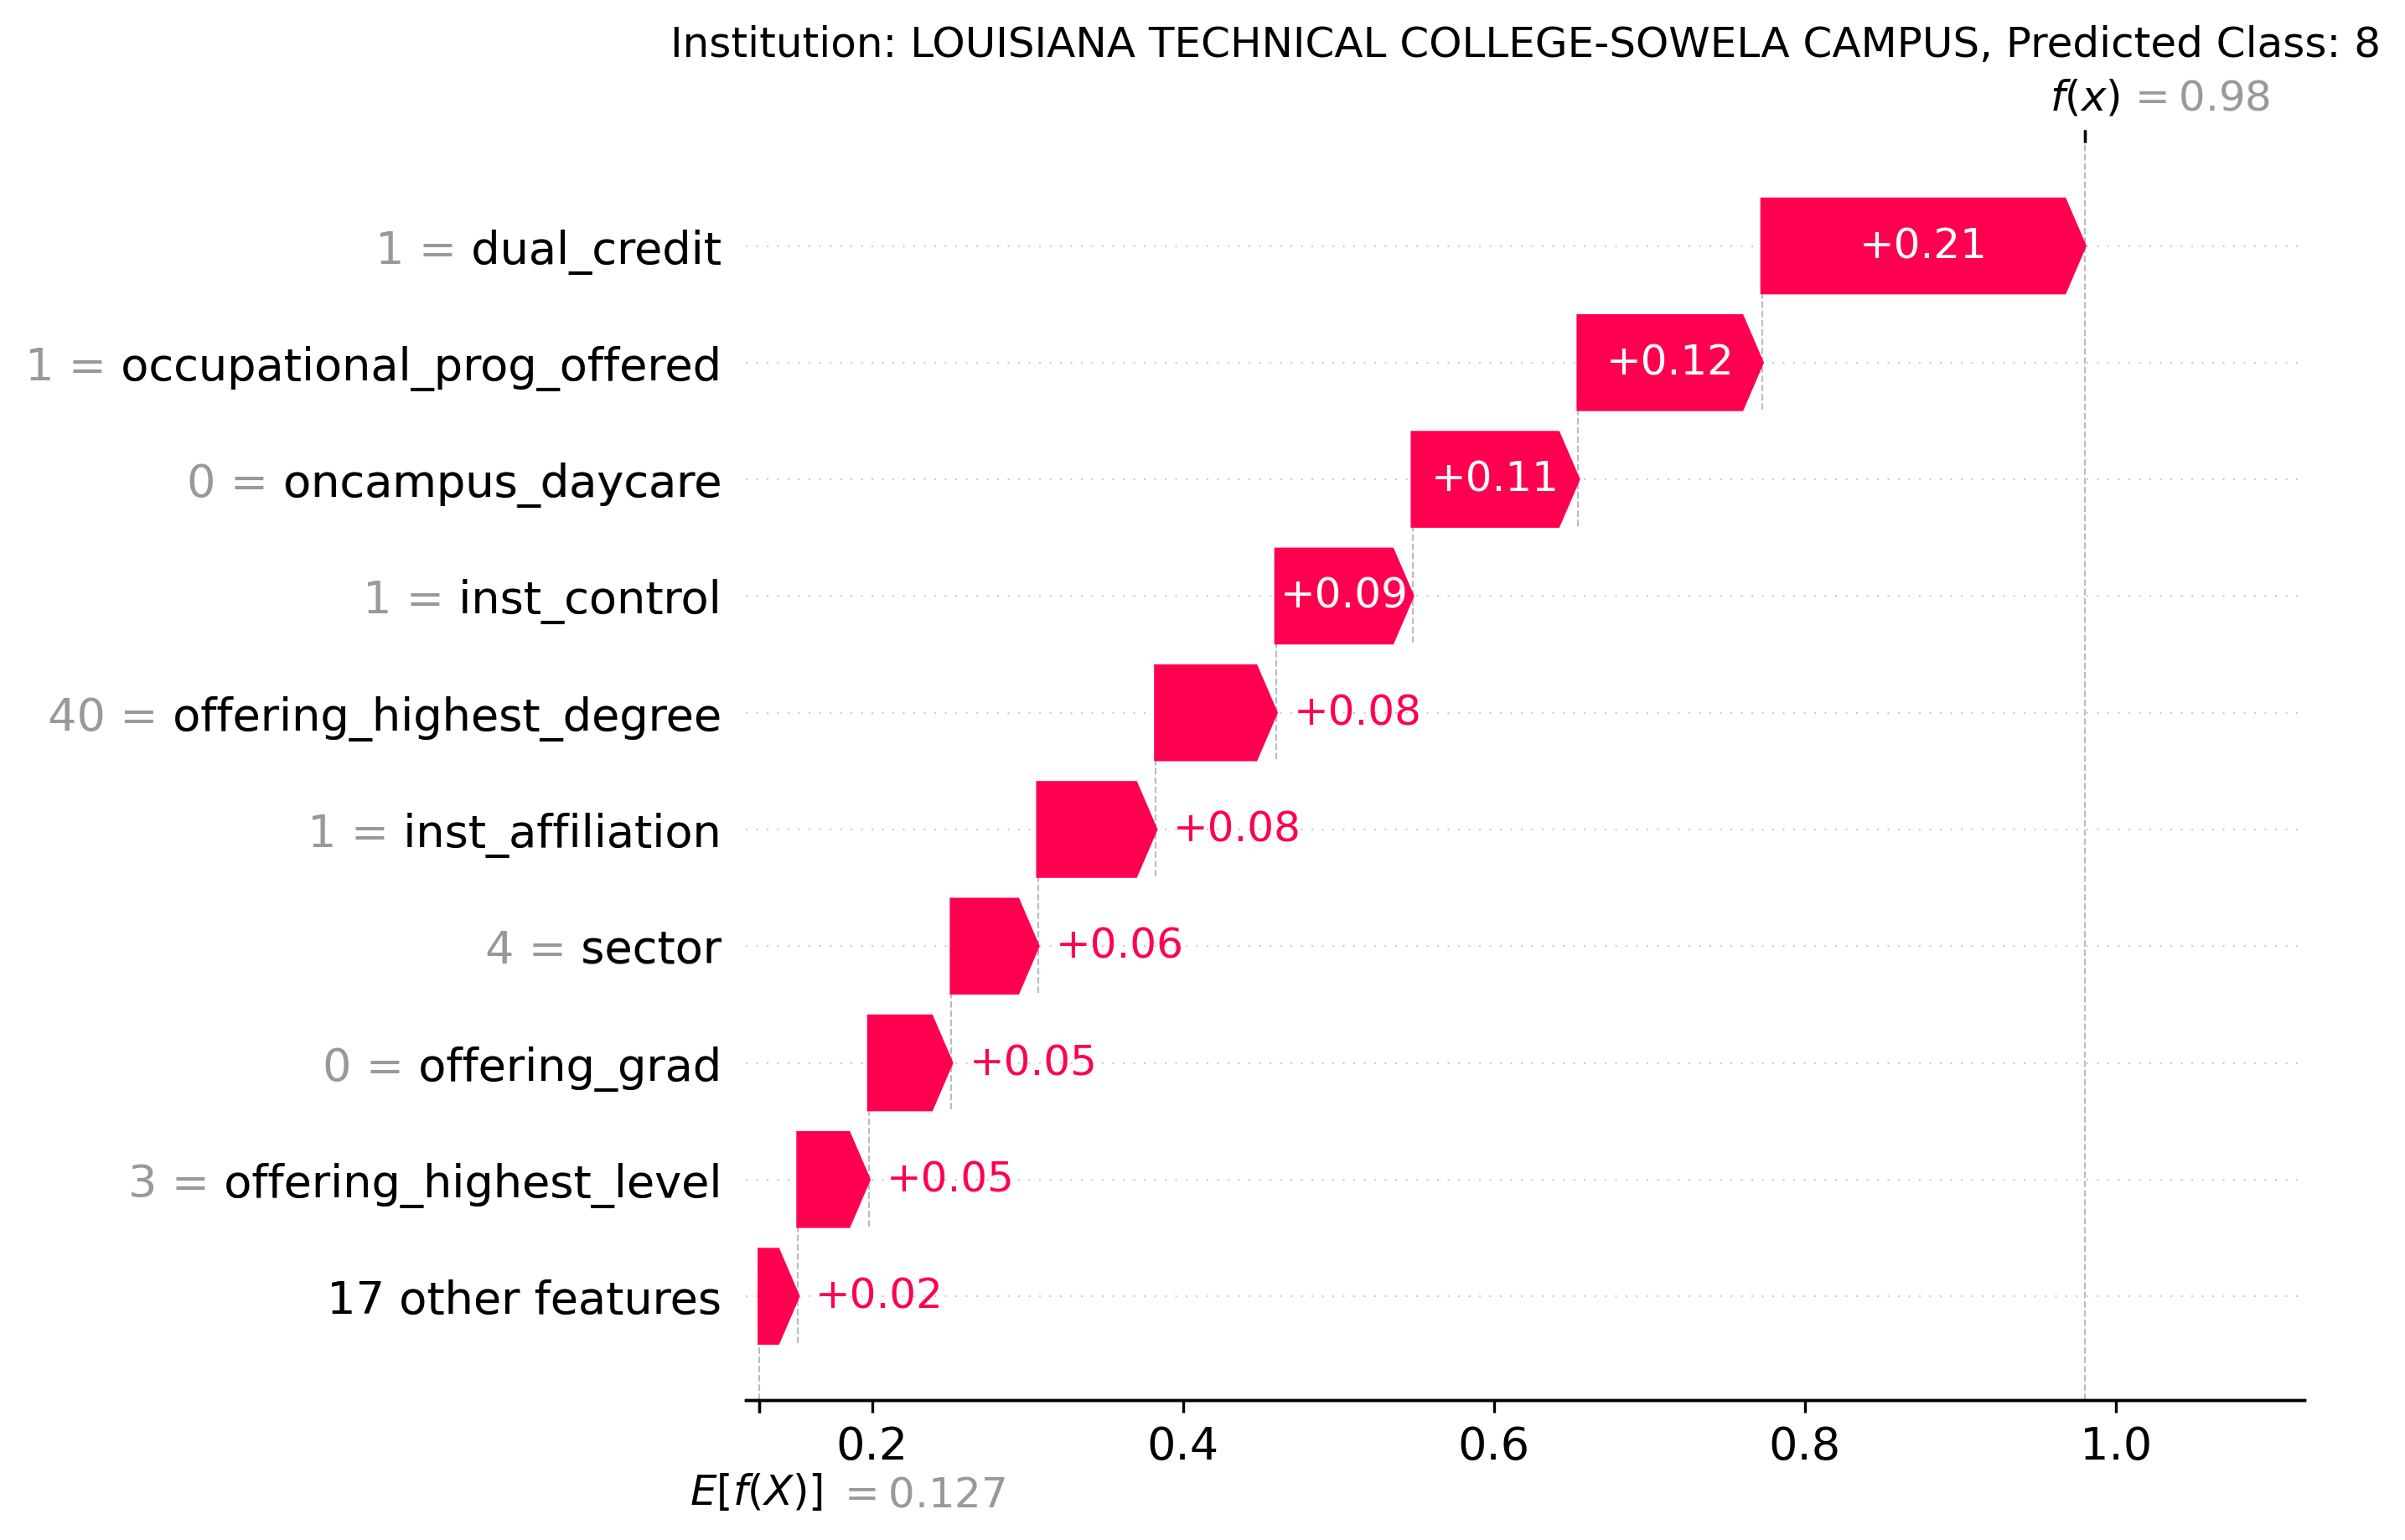 Institution: LOUISIANA TECHNICAL COLLEGE-SOWELA CAMPUS, Predicted Class: 8
f(x) = 0.98
1 = dual_credit +0.21
1 = occupational_prog_offered +0.12
0 = oncampus_daycare +0.11
1 = inst_control +0.09
40 = offering_highest_degree +0.08
1 = inst_affiliation +0.08
4 = sector +0.06
0 = offering_grad +0.05
3 = offering_highest_level +0.05
17 other features +0.02
0.2 0.4 0.6 0.8 1.0
E[f(X)] = 0.127